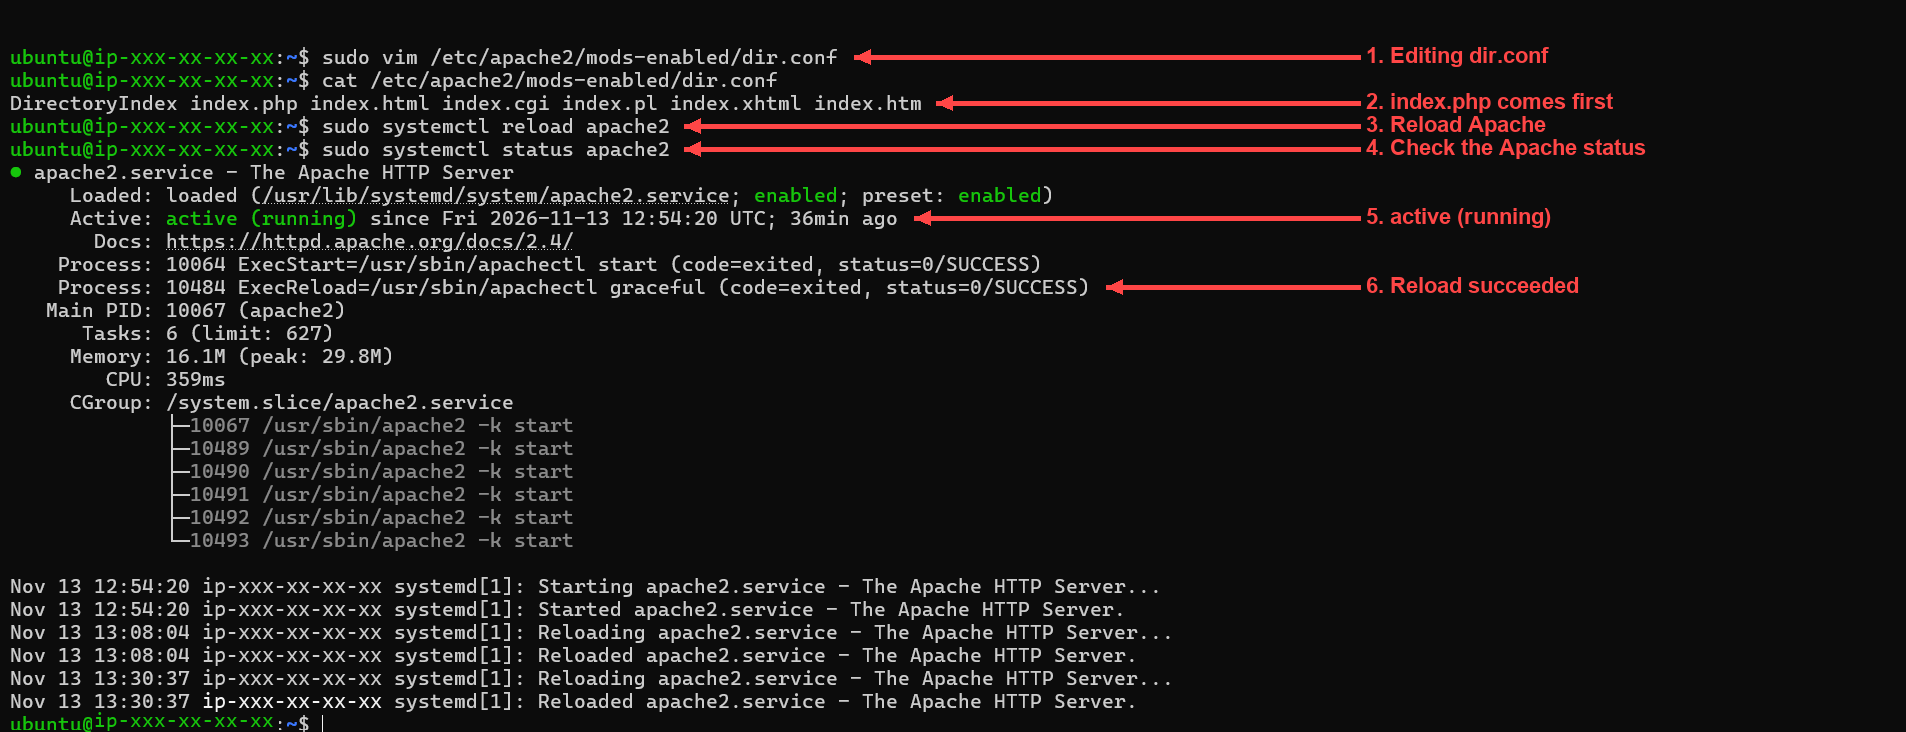 ubuntu@ip-xxx-xx-xx-xx:~$ sudo vim /etc/apache2/mods-enabled/dir.conf 1. Editing dir.conf
ubuntu@ip-xxx-xx-xx-xx:~$ cat /etc/apache2/mods-enabled/dir.conf
DirectoryIndex index.php index.html index.cgi index.pl index.xhtml index.htm 2. index.php comes first
ubuntu@ip-xxx-xx-xx-xx:~$ sudo systemctl reload apache2 3. Reload Apache
ubuntu@ip-xxx-xx-xx-xx:~$ sudo systemctl status apache2 4. Check the Apache status
● apache2.service - The Apache HTTP Server
Loaded: loaded (/usr/lib/systemd/system/apache2.service; enabled; preset: enabled)
Active: active (running) since Fri 2026-11-13 12:54:20 UTC; 36min ago 5. active (running)
Docs: https://httpd.apache.org/docs/2.4/
Process: 10064 ExecStart=/usr/sbin/apachectl start (code=exited, status=0/SUCCESS)
Process: 10484 ExecReload=/usr/sbin/apachectl graceful (code=exited, status=0/SUCCESS) 6. Reload succeeded
Main PID: 10067 (apache2)
Tasks: 6 (limit: 627)
Memory: 16.1M (peak: 29.8M)
CPU: 359ms
CGroup: /system.slice/apache2.service
├─10067 /usr/sbin/apache2 -k start
├─10489 /usr/sbin/apache2 -k start
├─10490 /usr/sbin/apache2 -k start
├─10491 /usr/sbin/apache2 -k start
├─10492 /usr/sbin/apache2 -k start
└─10493 /usr/sbin/apache2 -k start
Nov 13 12:54:20 ip-xxx-xx-xx-xx systemd[1]: Starting apache2.service - The Apache HTTP Server...
Nov 13 12:54:20 ip-xxx-xx-xx-xx systemd[1]: Started apache2.service - The Apache HTTP Server.
Nov 13 13:08:04 ip-xxx-xx-xx-xx systemd[1]: Reloading apache2.service - The Apache HTTP Server...
Nov 13 13:08:04 ip-xxx-xx-xx-xx systemd[1]: Reloaded apache2.service - The Apache HTTP Server.
Nov 13 13:30:37 ip-xxx-xx-xx-xx systemd[1]: Reloading apache2.service - The Apache HTTP Server...
Nov 13 13:30:37 ip-xxx-xx-xx-xx systemd[1]: Reloaded apache2.service - The Apache HTTP Server.
ubuntu@ip-xxx-xx-xx-xx:~$